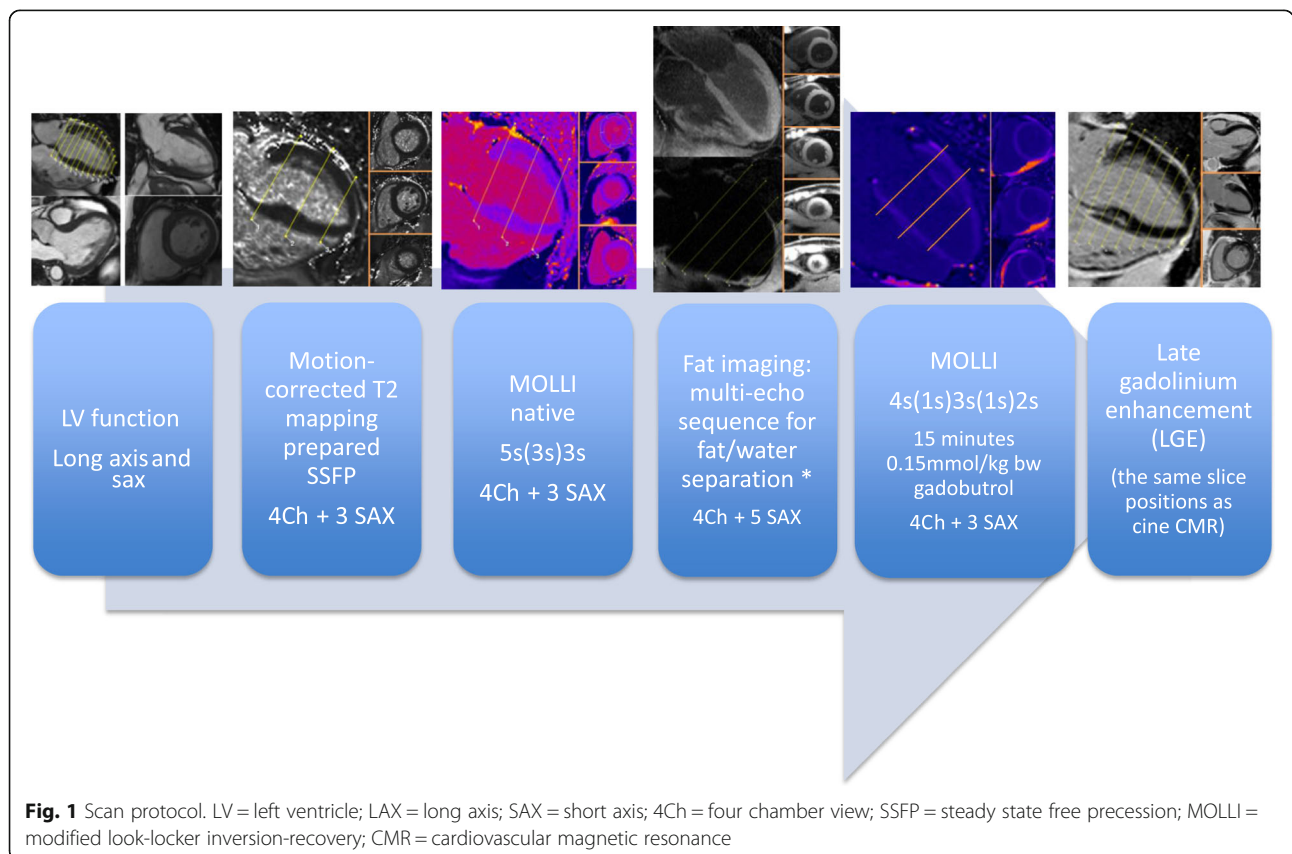 LV function
Long axis and
sax
Motion-
corrected T2
mapping
prepared
SSFP
4Ch + 3 SAX
MOLLI
native
5s(3s)3s
4Ch + 3 SAX
Fat imaging:
multi-echo
sequence for
fat/water
separation *
4Ch + 5 SAX
MOLLI
4s(1s)3s(1s)2s
15 minutes
0.15mmol/kg bw
gadobutrol
4Ch + 3 SAX
Late
gadolinium
enhancement
(LGE)
(the same slice
positions as
cine CMR)
Fig. 1 Scan protocol. LV = left ventricle; LAX = long axis; SAX = short axis; 4Ch = four chamber view; SSFP = steady state free precession; MOLLI =
modified look-locker inversion-recovery; CMR = cardiovascular magnetic resonance